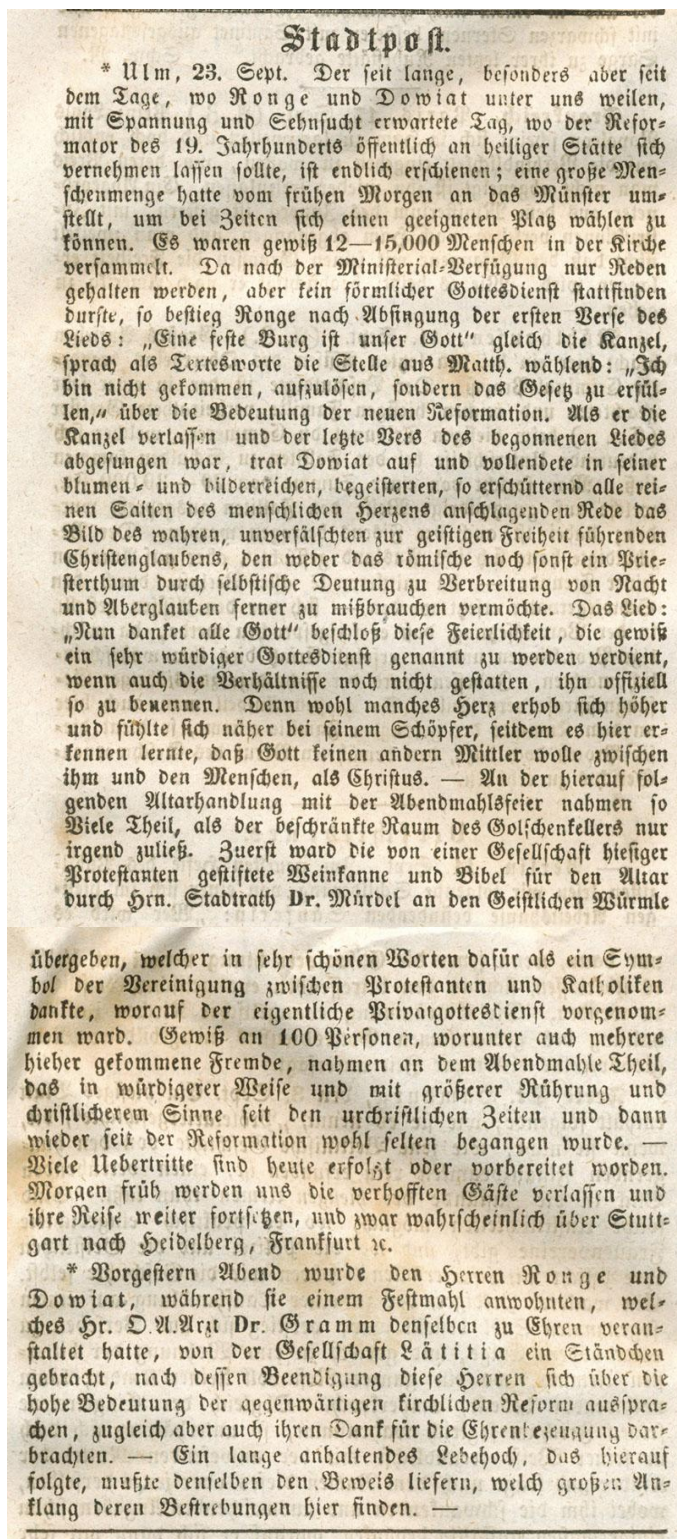 Stadtpost.
* Ulm, 23. Sept. Der seit lange, besonders aber seit
dem Tage, wo Ronge und Dowiat unter uns weilen,
mit Spannung und Sehnsucht erwartete Tag, wo der Refor-
mator des 19. Jahrhunderts öffentlich an heiliger Stätte sich
vernehmen lassen sollte, ist endlich erschienen; eine große Men-
schenmenge hatte vom frühen Morgen an das Münster um-
stellt, um bei Zeiten sich einen geeigneten Platz wählen zu
können. Es waren gewiß 12—15,000 Menschen in der Kirche
versammelt. Da nach der Ministerial-Verfügung nur Reden
gehalten werden, aber kein förmlicher Gottesdienst stattfinden
durfte, so bestieg Ronge nach Absingung der ersten Verse des
Lieds: „Eine feste Burg ist unser Gott“ gleich die Kanzel,
sprach als Textesworte die Stelle aus Matth. wählend: „Ich
bin nicht gekommen, aufzulösen, sondern das Gesetz zu erfül-
len,„ über die Bedeutung der neuen Reformation. Als er die
Kanzel verlassen und der letzte Vers des begonnenen Liedes
abgesungen war, trat Dowiat auf und vollendete in seiner
blumen- und bilderreichen, begeisterten, so erschütternd alle rei-
nen Saiten des menschlichen Herzens anschlagenden Rede das
Bild des wahren, unverfälschten zur geistigen Freiheit führenden
Christenglaubens, den weder das römische noch sonst ein Prie-
sterthum durch selbstische Deutung zu Verbreitung von Nacht
und Aberglauben ferner zu mißbrauchen vermöchte. Das Lied:
„Nun danket alle Gott“ beschloß diese Feierlichkeit, die gewiß
ein sehr würdiger Gottesdienst genannt zu werden verdient,
wenn auch die Verhältnisse noch nicht gestatten, ihn offiziell
so zu benennen. Denn wohl manches Herz erhob sich höher
und fühlte sich näher bei seinem Schöpfer, seitdem es hier er-
kennen lernte, daß Gott keinen andern Mittler wolle zwischen
ihm und den Menschen, als Christus. — An der hierauf fol-
genden Altarhandlung mit der Abendmahlsfeier nahmen so
Viele Theil, als der beschränkte Raum des Golschenkellers nur
irgend zuließ. Zuerst ward die von einer Gesellschaft hiesiger
Protestanten gestiftete Weinkanne und Bibel für den Altar
durch Hrn. Stadtrath Dr. Mürdel an den Geistlichen Würmle
übergeben, welcher in sehr schönen Worten dafür als ein Sym-
bol der Vereinigung zwischen Protestanten und Katholiken
dankte, worauf der eigentliche Privatgottesdienst vorgenom-
men ward. Gewiß an 100 Personen, worunter auch mehrere
hieher gekommene Fremde, nahmen an dem Abendmahle Theil,
das in würdigerer Weise und mit größerer Rührung und
christlicherem Sinne seit den urchristlichen Zeiten und dann
wieder seit der Reformation wohl selten begangen wurde. —
Viele Uebertritte sind heute erfolgt oder vorbereitet worden.
Morgen früh werden uns die verhofften Gäste verlassen und
ihre Reise weiter fortsetzen, und zwar wahrscheinlich über Stutt-
gart nach Heidelberg, Frankfurt ꝛc.
* Vorgestern Abend wurde den Herren Ronge und
Dowiat, während sie einem Festmahl anwohnten, wel-
ches Hr. O.A.Arzt Dr. Gramm denselben zu Ehren veran-
staltet hatte, von der Gesellschaft Lätitia ein Ständchen
gebracht, nach dessen Beendigung diese Herren sich über die
hohe Bedeutung der gegenwärtigen kirchlichen Reform ausspra-
chen, zugleich aber auch ihren Dank für die Ehrenbezeugung dar-
brachten. — Ein lange anhaltendes Lebehoch, das hierauf
folgte, mußte denselben den Beweis liefern, welch großen An-
klang deren Bestrebungen hier finden. —